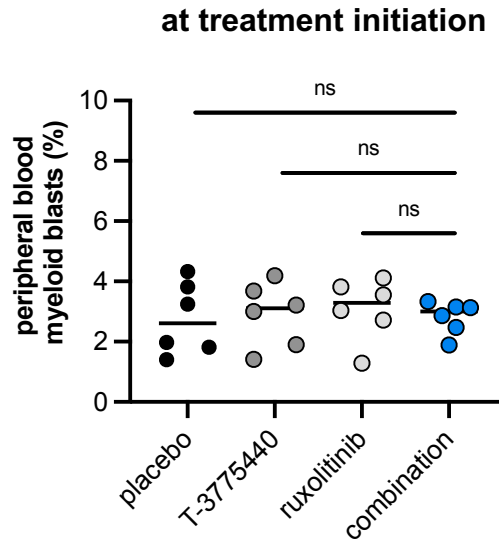 at treatment initiation
ns
ns
ns
peripheral blood
myeloid blasts (%)
10
8
6
4
2
0
placebo
T-3775440
ruxolitinib
combination